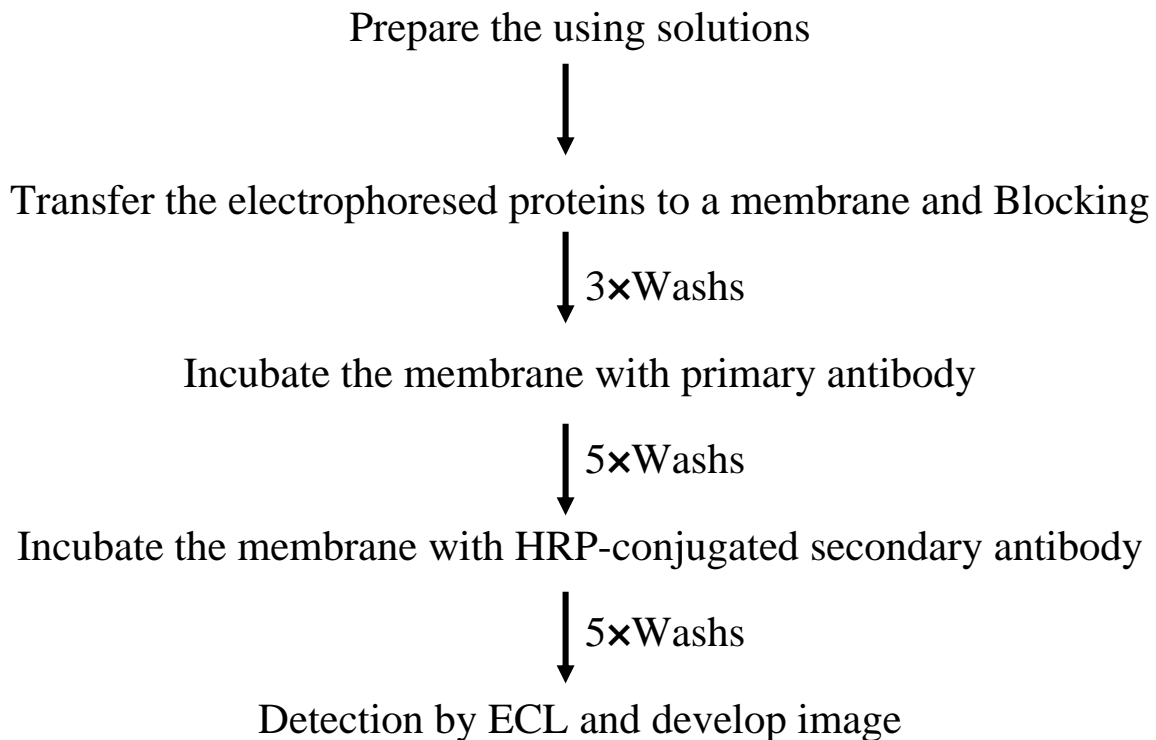 Prepare the using solutions
Transfer the electrophoresed proteins to a membrane and Blocking
3×Washs
Incubate the membrane with primary antibody
5×Washs
Incubate the membrane with HRP-conjugated secondary antibody
5×Washs
Detection by ECL and develop image